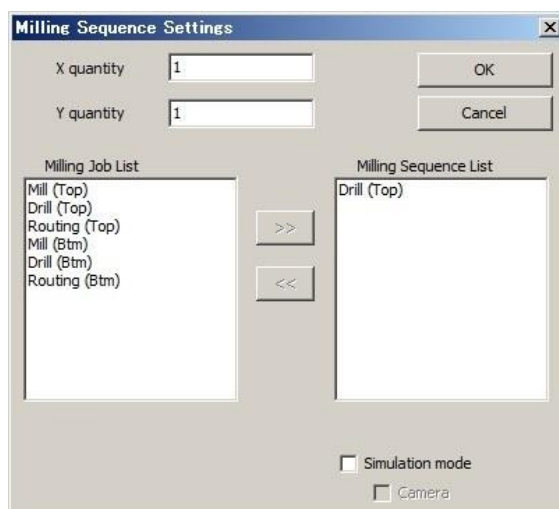 Milling Sequence Settings
X quantity 1 OK
Y quantity 1 Cancel
Milling Job List
Mill (Top)
Drill (Top)
Routing (Top)
Mill (Btm)
Drill (Btm)
Routing (Btm)
>>
<<
Milling Sequence List
Drill (Top)
Simulation mode
Camera